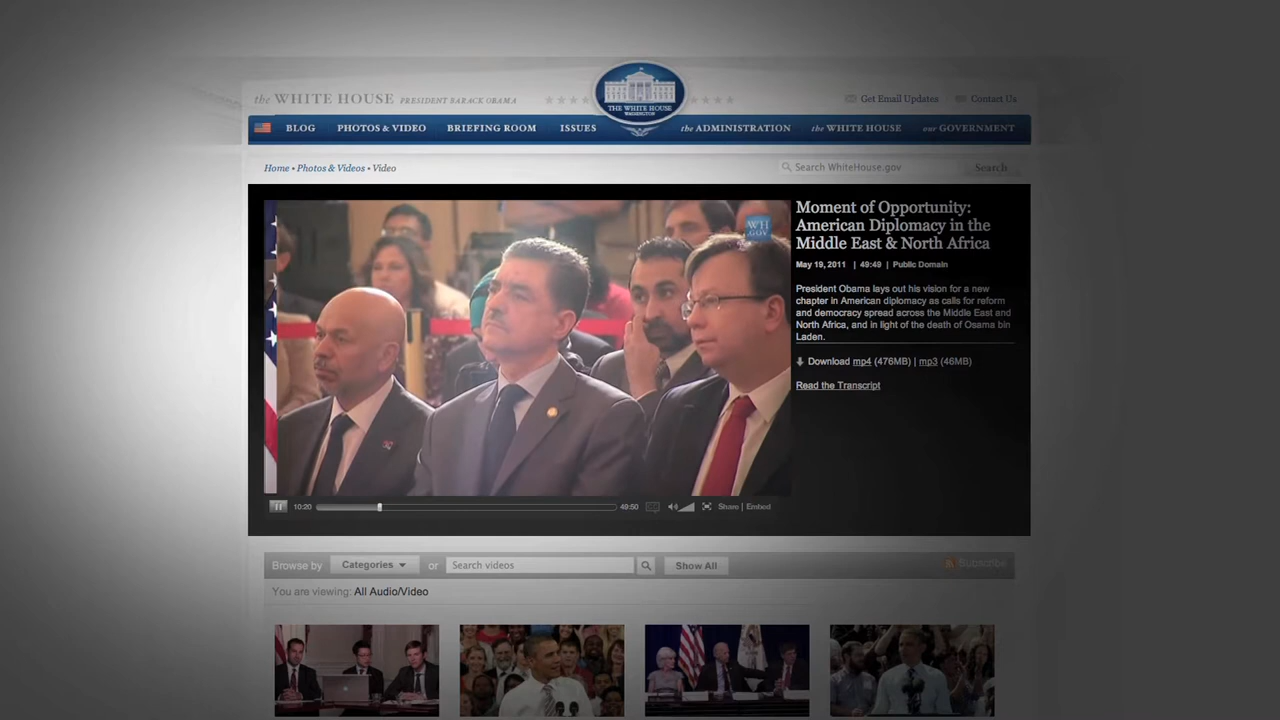 the WHITE HOUSE PRESIDENT BARACK OBAMA
THE WHITE HOUSE
WASHINGTON
Get Email Updates Contact Us
BLOG PHOTOS & VIDEO BRIEFING ROOM ISSUES the ADMINISTRATION the WHITE HOUSE our GOVERNMENT
Home • Photos & Videos • Video
Search WhiteHouse.gov Search
WH
.GOV
Moment of Opportunity:
American Diplomacy in the
Middle East & North Africa
May 19, 2011 | 49:49 | Public Domain
President Obama lays out his vision for a new
chapter in American diplomacy as calls for reform
and democracy spread across the Middle East and
North Africa, and in light of the death of Osama bin
Laden.
Download mp4 (476MB) | mp3 (46MB)
Read the Transcript
10:20 49:50 Share | Embed
Browse by Categories or Search videos Show All Subscribe
You are viewing: All Audio/Video